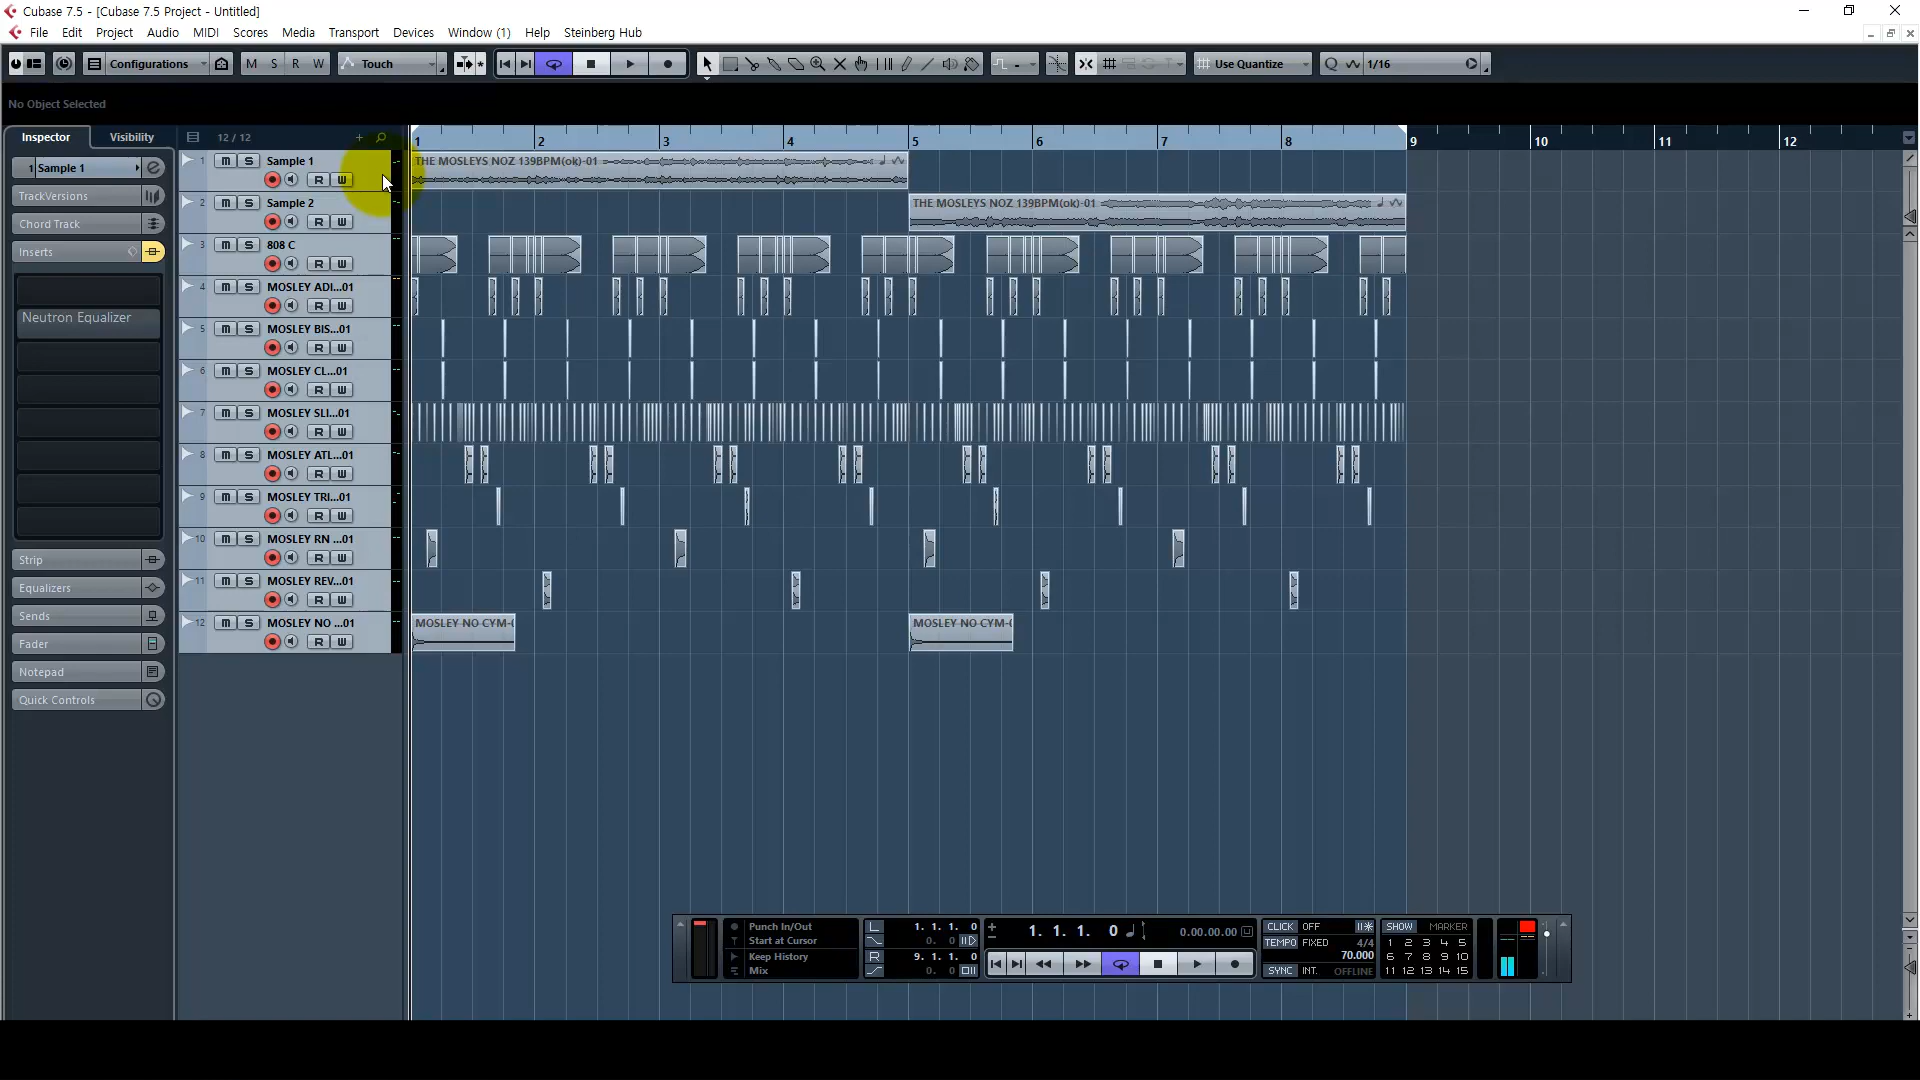 Cubase 7.5 - [Cubase 7.5 Project - Untitled]
File Edit Project Audio MIDI Scores Media Transport Devices Window (1) Help Steinberg Hub
Configurations M S R W Touch Use Quantize Q 1/16
No Object Selected
Inspector Visibility 12 / 12 1 2 3 4 5 6 7 8 9 10 11 12
1 Sample 1
TrackVersions
Chord Track
Inserts
Neutron Equalizer
Strip
Equalizers
Sends
Fader
Notepad
Quick Controls
1 m S Sample 1
R W
2 m S Sample 2
R W
3 m S 808 C
R W
4 m S MOSLEY ADI...01
R W
5 m S MOSLEY BIS...01
R W
6 m S MOSLEY CL...01
R W
7 m S MOSLEY SLI...01
R W
8 m S MOSLEY ATL...01
R W
9 m S MOSLEY TRI...01
R W
10 m S MOSLEY RN ...01
R W
11 m S MOSLEY REV...01
R W
12 m S MOSLEY NO ...01
R W
THE MOSLEYS NOZ 139BPM(ok)-01
THE MOSLEYS NOZ 139BPM(ok)-01
MOSLEY NO CYM-( MOSLEY NO CYM-(
Punch In/Out
Start at Cursor
Keep History
Mix
L 1. 1. 1. 0
0. 0
R 9. 1. 1. 0
0. 0
1. 1. 1. 0 0.00.00.00
CLICK OFF
TEMPO FIXED 4/4
70.000
SYNC INT. OFFLINE
SHOW MARKER
1 2 3 4 5
6 7 8 9 10
11 12 13 14 15